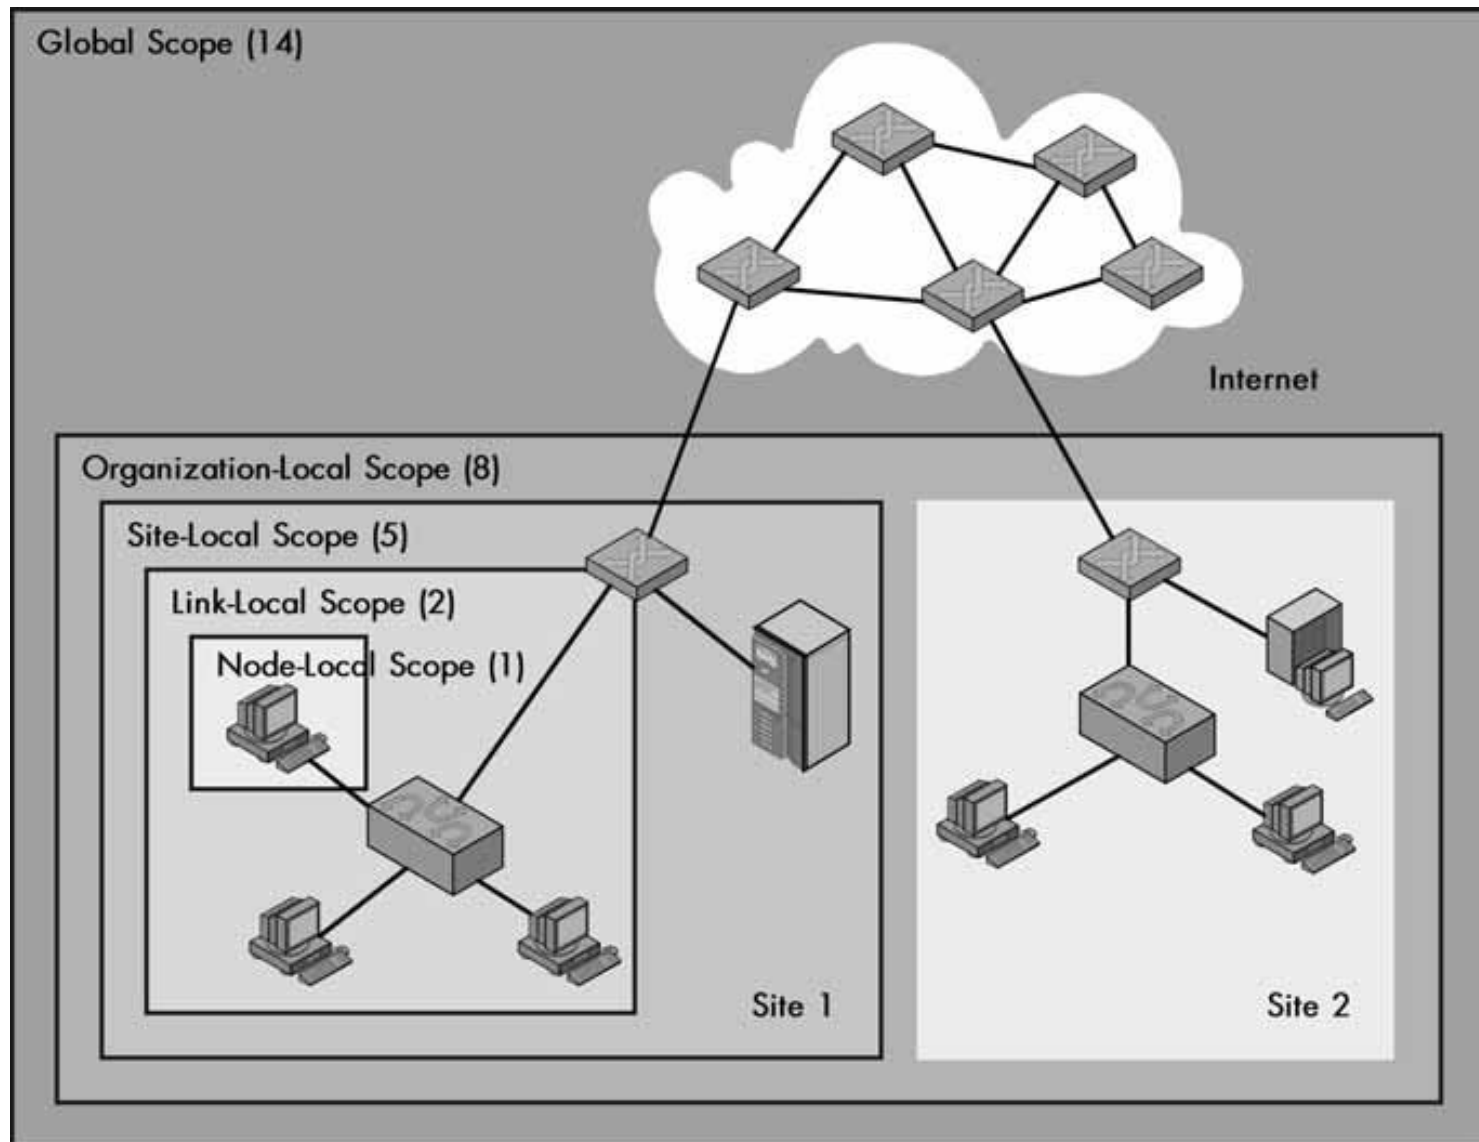 Global Scope (14)
Internet
Organization-Local Scope (8)
Site-Local Scope (5)
Link-Local Scope (2)
Node-Local Scope (1)
Site 1
Site 2